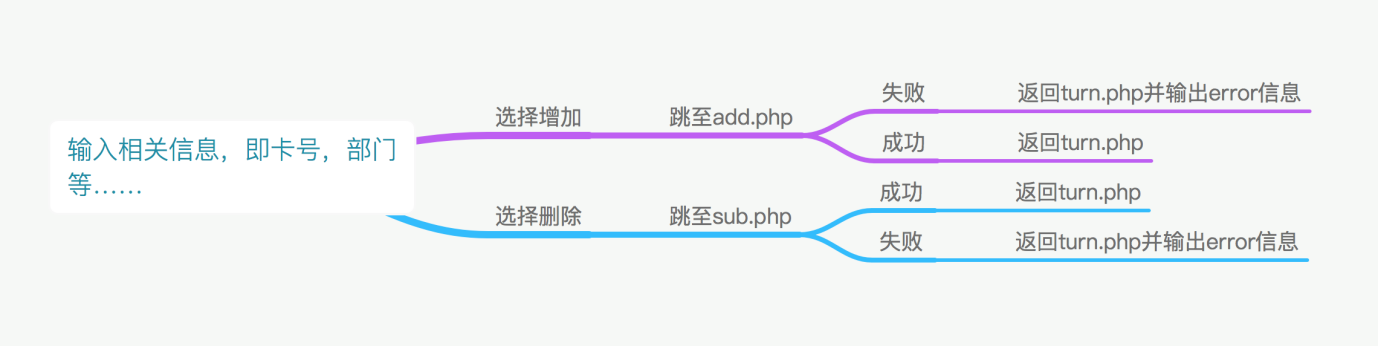 输入相关信息，即卡号，部门
等……
选择增加
跳至add.php
失败
返回turn.php并输出error信息
成功
返回turn.php
选择删除
跳至sub.php
成功
返回turn.php
失败
返回turn.php并输出error信息